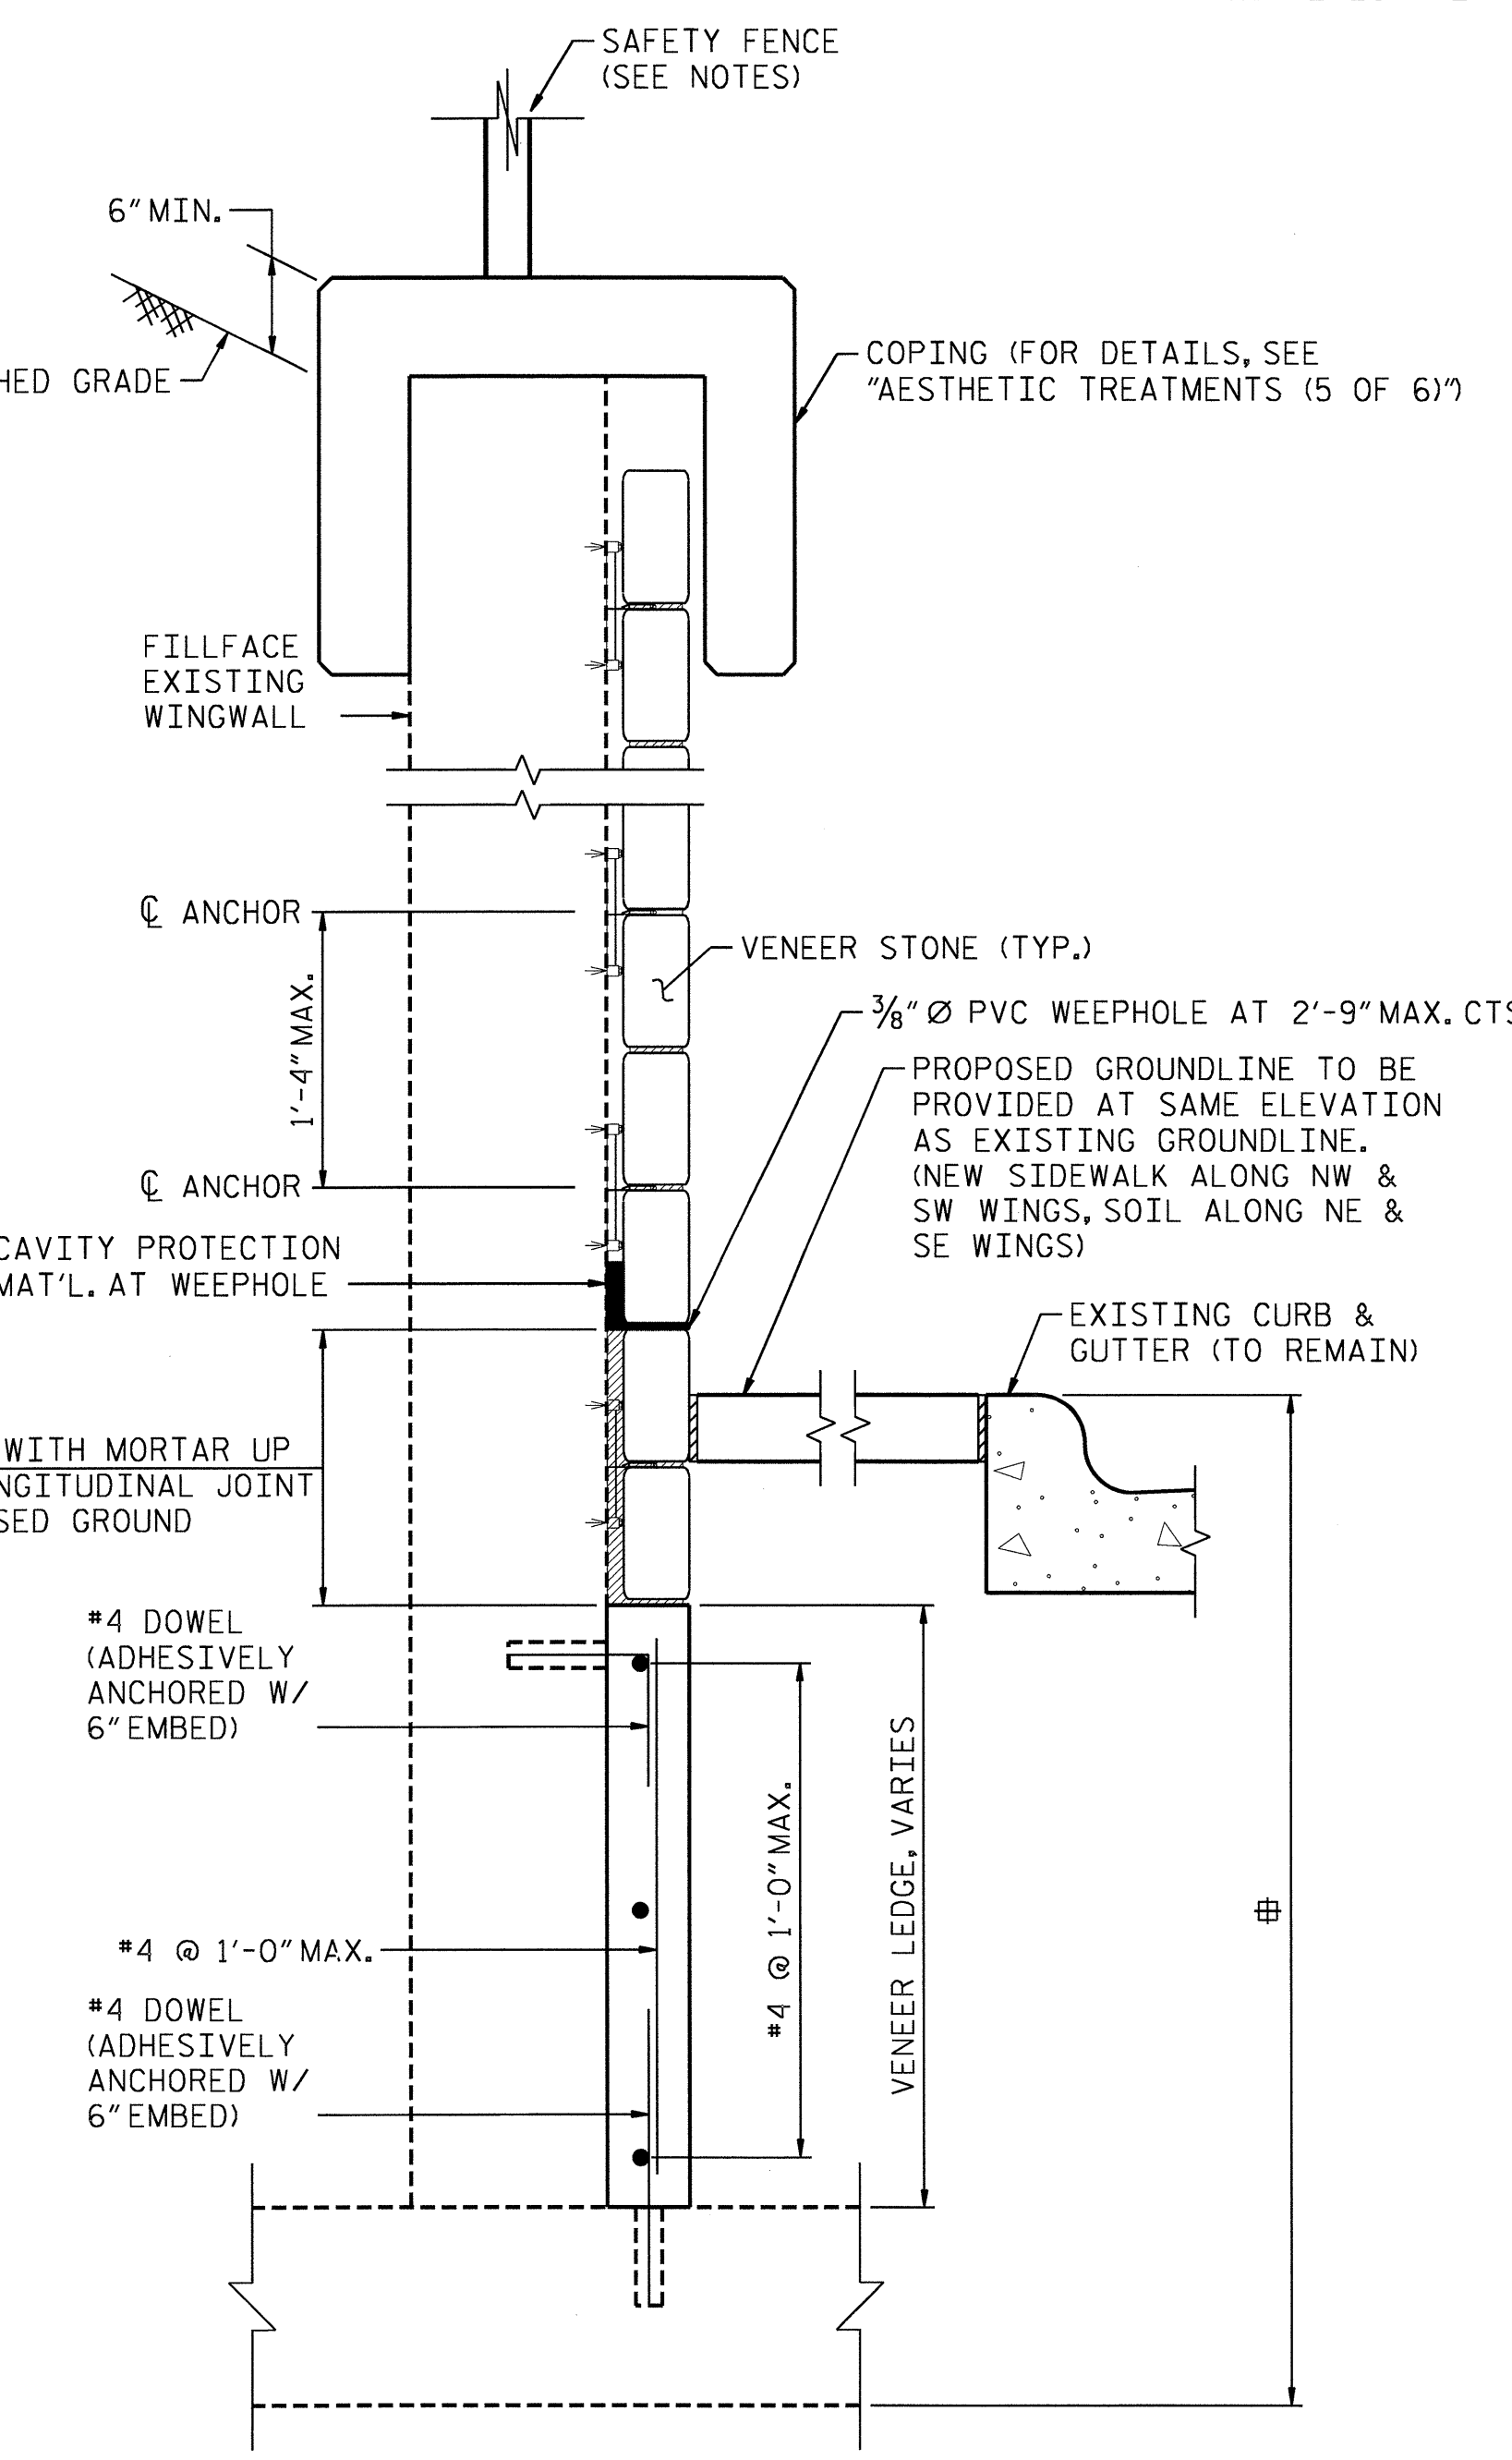 SAFETY FENCE
(SEE NOTES)
6" MIN.
GRADE
COPING (FOR DETAILS, SEE
"AESTHETIC TREATMENTS (5 OF 6)")
FILLFACE
EXISTING
WINGWALL
℄ ANCHOR
1'-4" MAX.
VENEER STONE (TYP.)
3/8" Ø PVC WEEPHOLE AT 2'-9" MAX.
PROPOSED GROUNDLINE TO BE
PROVIDED AT SAME ELEVATION
AS EXISTING GROUNDLINE.
(NEW SIDEWALK ALONG NW &
SW WINGS, SOIL ALONG NE &
SE WINGS)
℄ ANCHOR
CAVITY PROTECTION
MAT'L. AT WEEPHOLE
EXISTING CURB &
GUTTER (TO REMAIN)
WITH MORTAR UP
JOINT
GROUND
#4 DOWEL
(ADHESIVELY
ANCHORED W/
6" EMBED)
#4 @ 1'-0" MAX.
VENEER LEDGE, VARIES
#4 @ 1'-0" MAX.
#4 DOWEL
(ADHESIVELY
ANCHORED W/
6" EMBED)